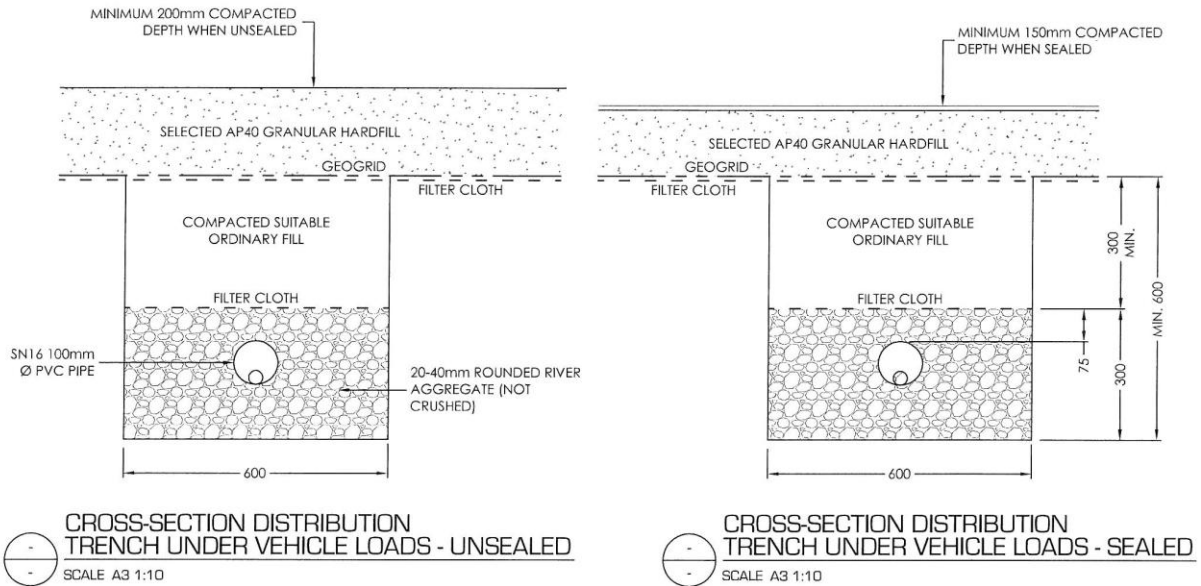 MINIMUM 200mm COMPACTED
DEPTH WHEN UNSEALED
SELECTED AP40 GRANULAR HARDFILL
GEOGRID
FILTER CLOTH
COMPACTED SUITABLE
ORDINARY FILL
FILTER CLOTH
SN16 100mm
Ø PVC PIPE
20-40mm ROUNDED RIVER
AGGREGATE (NOT
CRUSHED)
600
CROSS-SECTION DISTRIBUTION
TRENCH UNDER VEHICLE LOADS - UNSEALED
SCALE A3 1:10
MINIMUM 150mm COMPACTED
DEPTH WHEN SEALED
SELECTED AP40 GRANULAR HARDFILL
GEOGRID
FILTER CLOTH
COMPACTED SUITABLE
ORDINARY FILL
FILTER CLOTH
300
MIN.
75
300
MIN. 600
600
CROSS-SECTION DISTRIBUTION
TRENCH UNDER VEHICLE LOADS - SEALED
SCALE A3 1:10